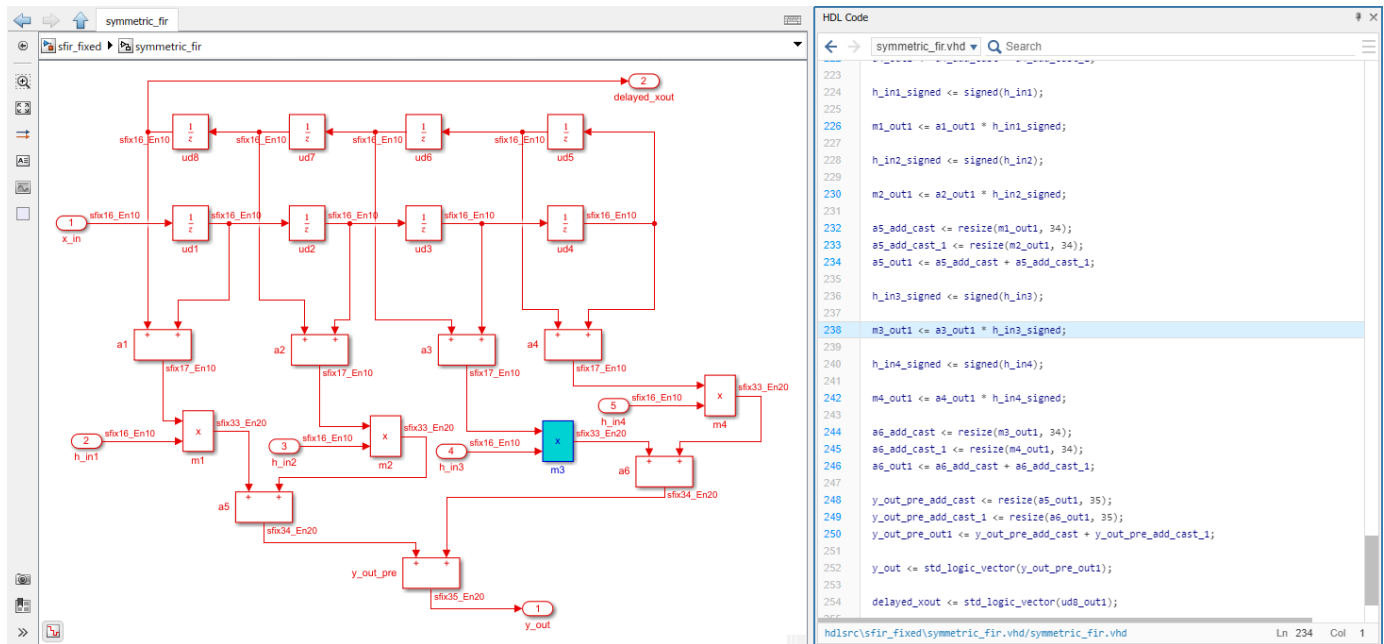 symmetric_fir
sfir_fixed symmetric_fir
2
delayed_xout
sfix16_En10 sfix16_En10 sfix16_En10 sfix16_En10
1
z
1
z
1
z
1
z
ud8 ud7 ud6 ud5
sfix16_En10 sfix16_En10 sfix16_En10 sfix16_En10 sfix16_En10
1
x_in
1
z
1
z
1
z
1
z
ud1 ud2 ud3 ud4
+ + + + + + + +
a1 a2 a3 a4
sfix17_En10 sfix17_En10 sfix17_En10 sfix17_En10
sfix16_En10
5
h_in4
x
m4
sfix33_En20
sfix16_En10
2
h_in1
x
m1
sfix33_En20
sfix16_En10
3
h_in2
x
m2
sfix33_En20
sfix16_En10
4
h_in3
x
m3
sfix33_En20
+ +
a6
sfix34_En20
+ +
a5
sfix34_En20
+ +
y_out_pre
sfix35_En20
1
y_out
HDL Code
symmetric_fir.vhd Search
223
224 h_in1_signed <= signed(h_in1);
226 m1_out1 <= a1_out1 * h_in1_signed;
227
228 h_in2_signed <= signed(h_in2);
229
230 m2_out1 <= a2_out1 * h_in2_signed;
231
232 a5_add_cast <= resize(m1_out1, 34);
233 a5_add_cast_1 <= resize(m2_out1, 34);
234 a5_out1 <= a5_add_cast + a5_add_cast_1;
235
236 h_in3_signed <= signed(h_in3);
237
238 m3_out1 <= a3_out1 * h_in3_signed;
239
240 h_in4_signed <= signed(h_in4);
241
242 m4_out1 <= a4_out1 * h_in4_signed;
243
244 a6_add_cast <= resize(m3_out1, 34);
245 a6_add_cast_1 <= resize(m4_out1, 34);
246 a6_out1 <= a6_add_cast + a6_add_cast_1;
247
248 y_out_pre_add_cast <= resize(a5_out1, 35);
249 y_out_pre_add_cast_1 <= resize(a6_out1, 35);
250 y_out_pre_out1 <= y_out_pre_add_cast + y_out_pre_add_cast_1;
251
252 y_out <= std_logic_vector(y_out_pre_out1);
253
254 delayed_xout <= std_logic_vector(ud8_out1);
hdlsrc\sfir_fixed\symmetric_fir.vhd/symmetric_fir.vhd Ln 234 Col 1